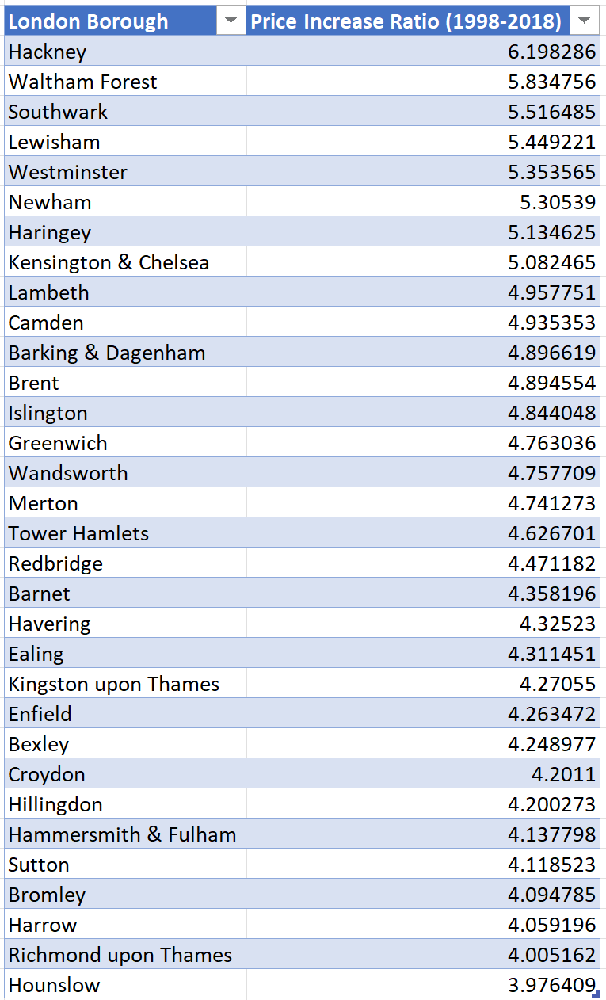 London Borough Price Increase Ratio (1998-2018)
Hackney 6.198286
Waltham Forest 5.834756
Southwark 5.516485
Lewisham 5.449221
Westminster 5.353565
Newham 5.30539
Haringey 5.134625
Kensington & Chelsea 5.082465
Lambeth 4.957751
Camden 4.935353
Barking & Dagenham 4.896619
Brent 4.894554
Islington 4.844048
Greenwich 4.763036
Wandsworth 4.757709
Merton 4.741273
Tower Hamlets 4.626701
Redbridge 4.471182
Barnet 4.358196
Havering 4.32523
Ealing 4.311451
Kingston upon Thames 4.27055
Enfield 4.263472
Bexley 4.248977
Croydon 4.2011
Hillingdon 4.200273
Hammersmith & Fulham 4.137798
Sutton 4.118523
Bromley 4.094785
Harrow 4.059196
Richmond upon Thames 4.005162
Hounslow 3.976409